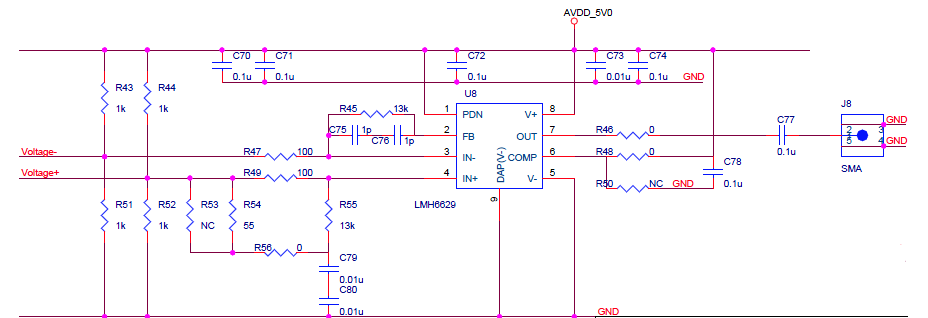 AVDD_5V0
C70 C71 C72 C73 C74
0.1u 0.1u 0.1u 0.01u 0.1u
GND
R43 R44
1k 1k
U8
R45 13k
C75 1p
C76 1p
1 PDN V+ 8
2 FB OUT 7
3 IN- COMP 6
4 IN+ V- 5
DAP(V-)
9
LMH6629
J8
GND
GND
2 3
5 4
SMA
C77
0.1u
R46 0
R48 0
R50 NC GND
C78
0.1u
Voltage-
R47 100
Voltage+
R49 100
R51 R52 R53 R54 R55
1k 1k NC 55 13k
R56 0
C79
0.01u
C80
0.01u
GND